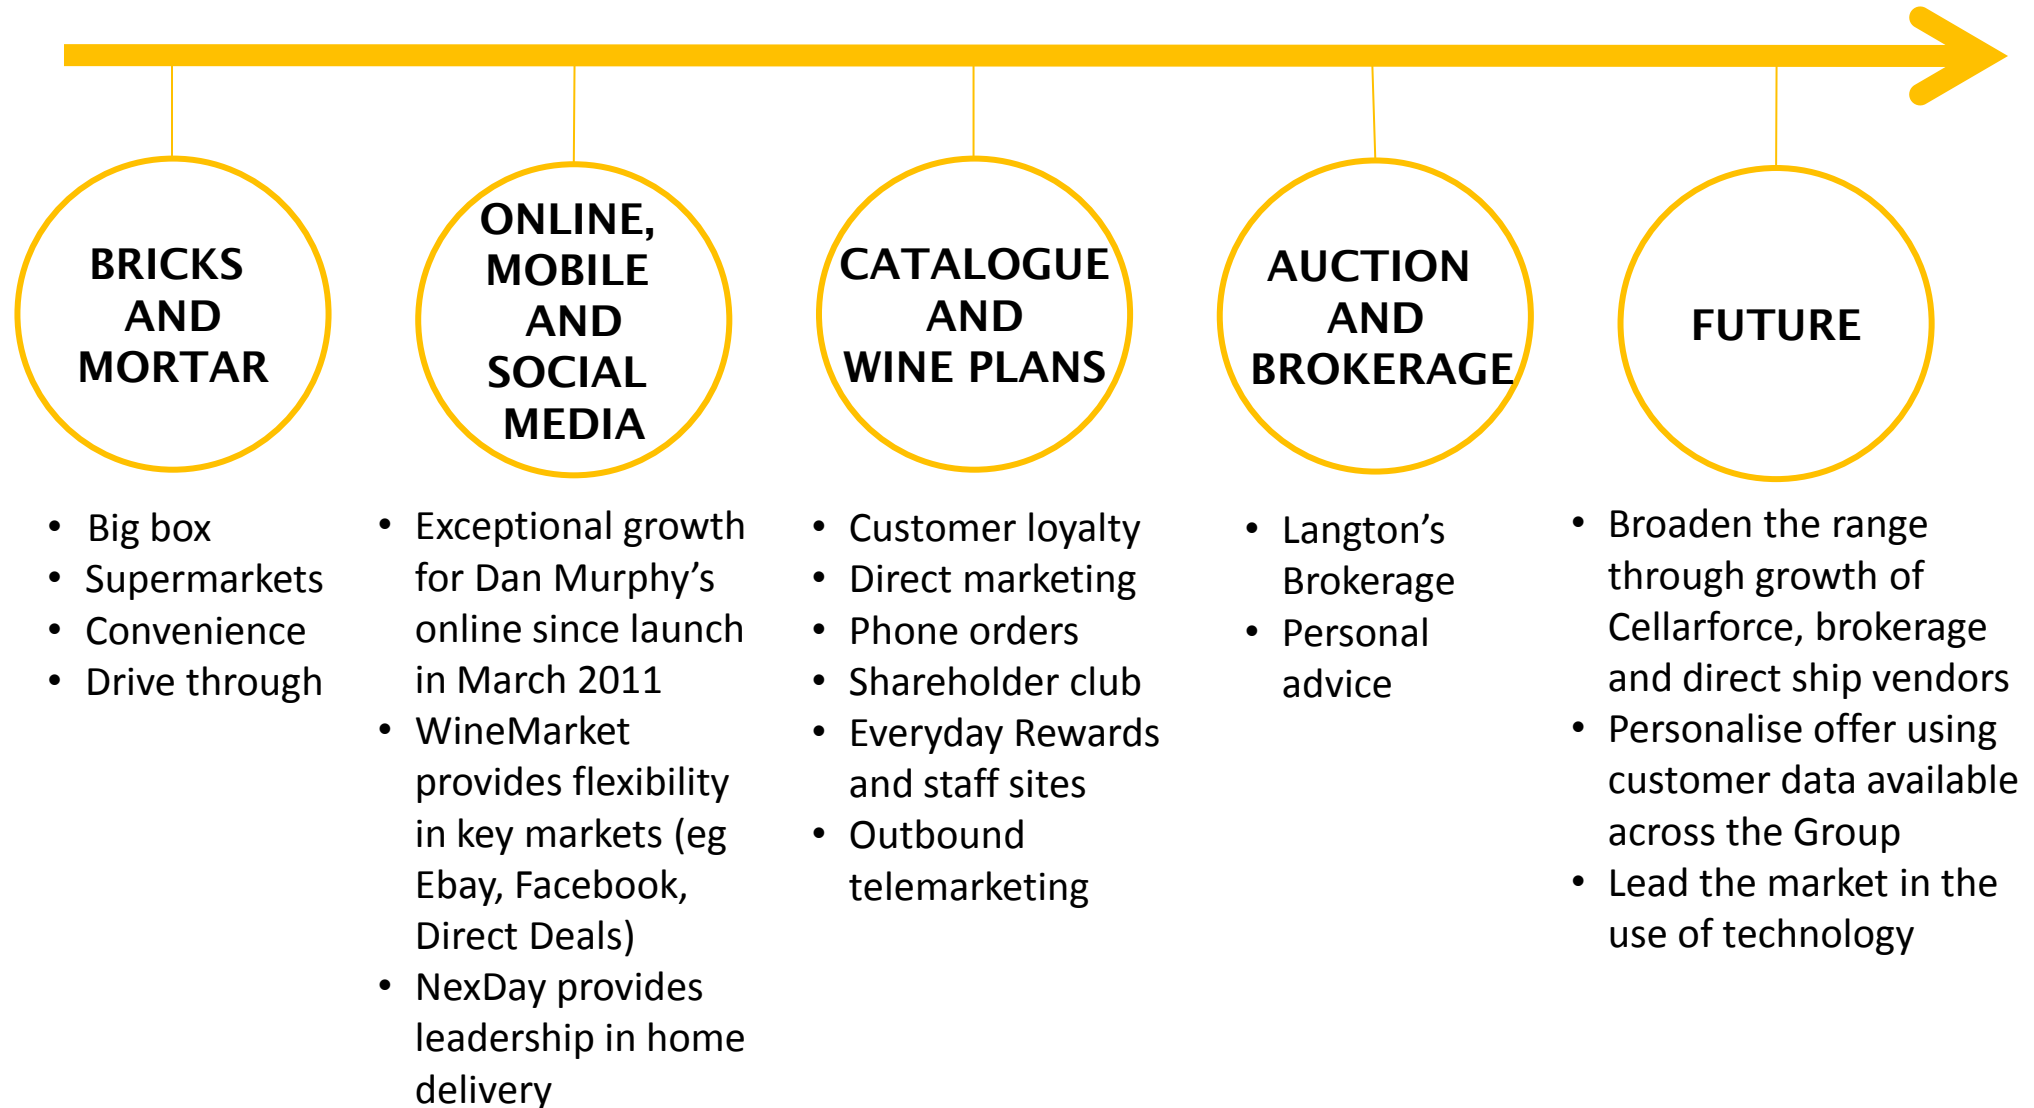 BRICKS
AND
MORTAR
• Big box
• Supermarkets
• Convenience
• Drive through
ONLINE,
MOBILE
AND
SOCIAL
MEDIA
• Exceptional growth
for Dan Murphy’s
online since launch
in March 2011
• WineMarket
provides flexibility
in key markets (eg
Ebay, Facebook,
Direct Deals)
• NexDay provides
leadership in home
delivery
CATALOGUE
AND
WINE PLANS
• Customer loyalty
• Direct marketing
• Phone orders
• Shareholder club
• Everyday Rewards
and staff sites
• Outbound
telemarketing
AUCTION
AND
BROKERAGE
• Langton’s
Brokerage
• Personal
advice
FUTURE
• Broaden the range
through growth of
Cellarforce, brokerage
and direct ship vendors
• Personalise offer using
customer data available
across the Group
• Lead the market in the
use of technology